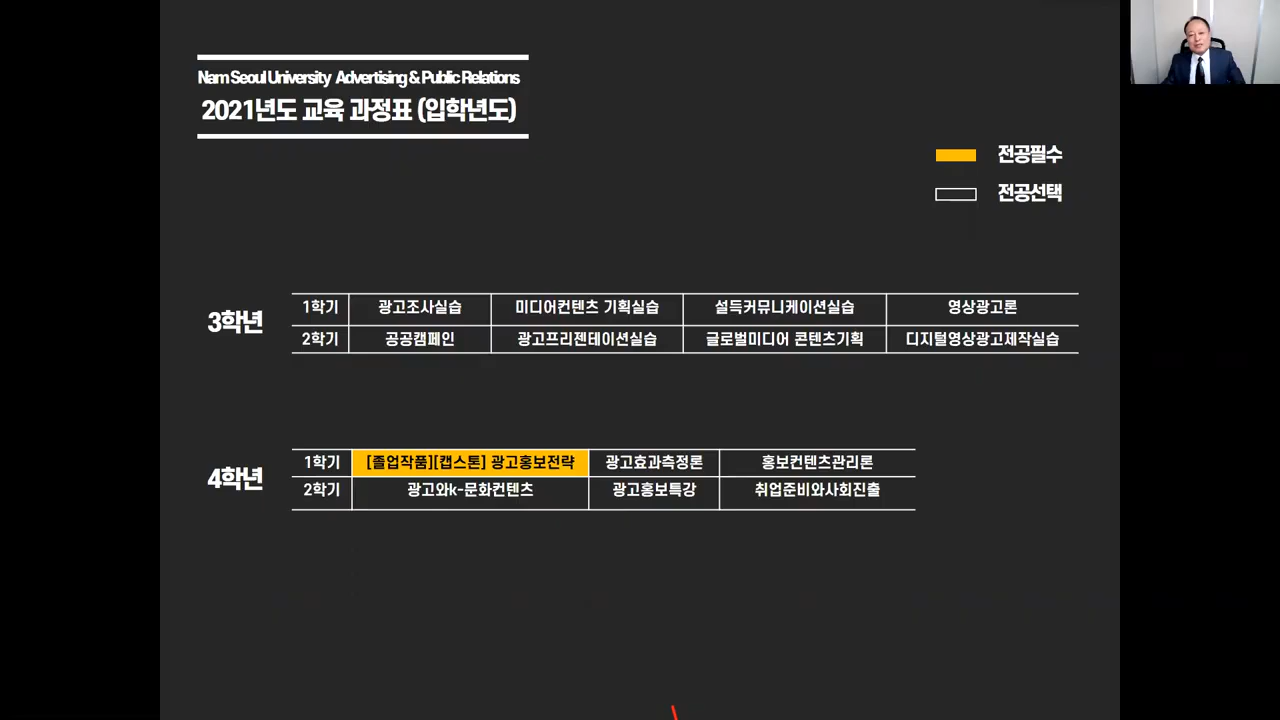 Nam Seoul University Advertising & Public Relations
2021년도 교육 과정표 (입학년도)
전공필수
전공선택
3학년
1학기 광고조사실습 미디어컨텐츠 기획실습 설득커뮤니케이션실습 영상광고론
2학기 공공캠페인 광고프리젠테이션실습 글로벌미디어 콘텐츠기획 디지털영상광고제작실습
4학년
1학기 [졸업작품][캡스톤] 광고홍보전략 광고효과측정론 홍보컨텐츠관리론
2학기 광고와k-문화컨텐츠 광고홍보특강 취업준비와사회진출